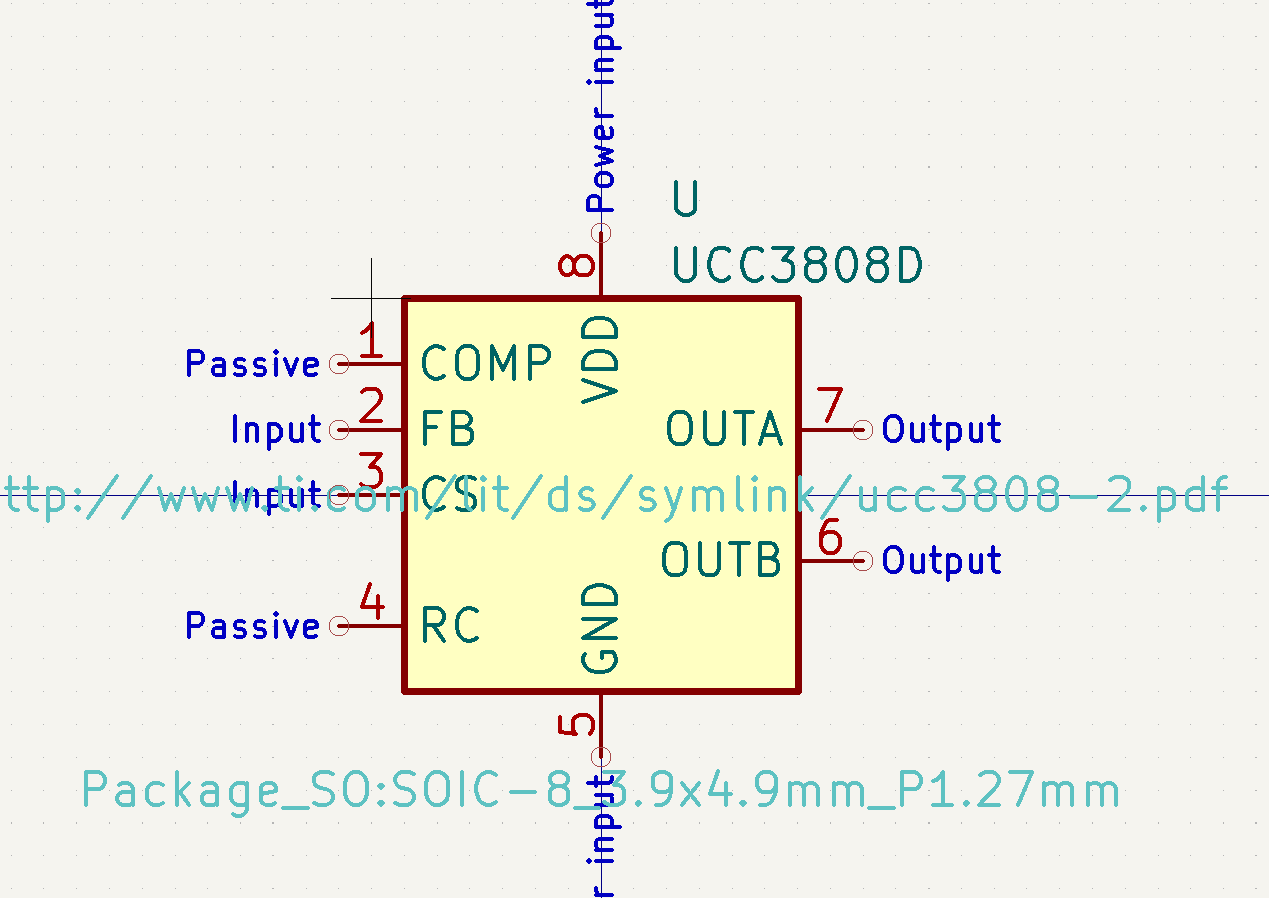 Power input
U
8
UCC3808D
VDD
Passive 1 COMP
Input 2 FB
OUTA 7 Output
Input 3 CS
ttp://www.ti.com/lit/ds/symlink/ucc3808-2.pdf
OUTB 6 Output
Passive 4 RC
GND
5
Package_SO:SOIC-8_3.9x4.9mm_P1.27mm
r input